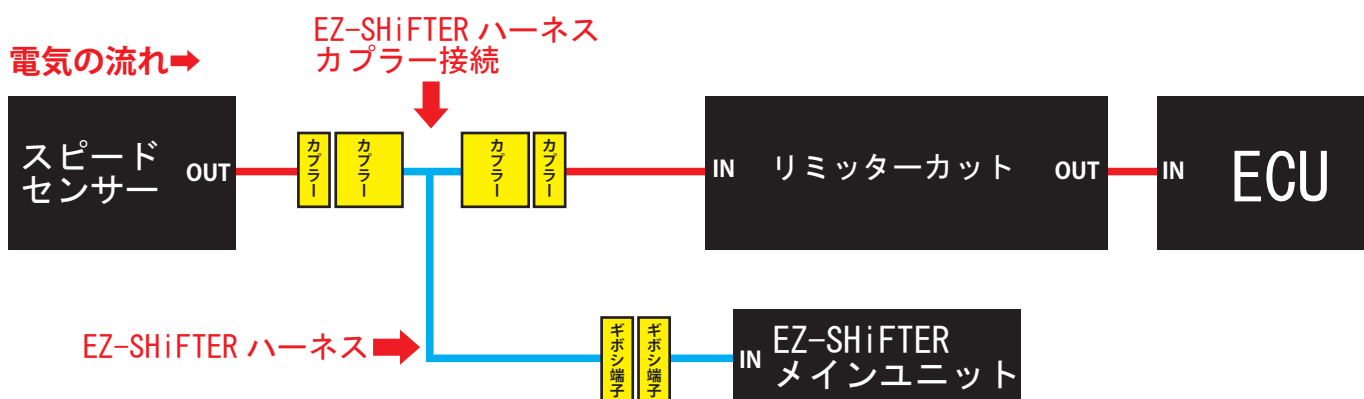 EZ-SHiFTER ハーネス
カプラー接続
電気の流れ➡
スピード
センサー
OUT
カプラー
カプラー
カプラー
カプラー
IN
リミッターカット
OUT
IN
ECU
EZ-SHiFTER ハーネス
ギボシ端子
ギボシ端子
IN
EZ-SHiFTER
メインユニット